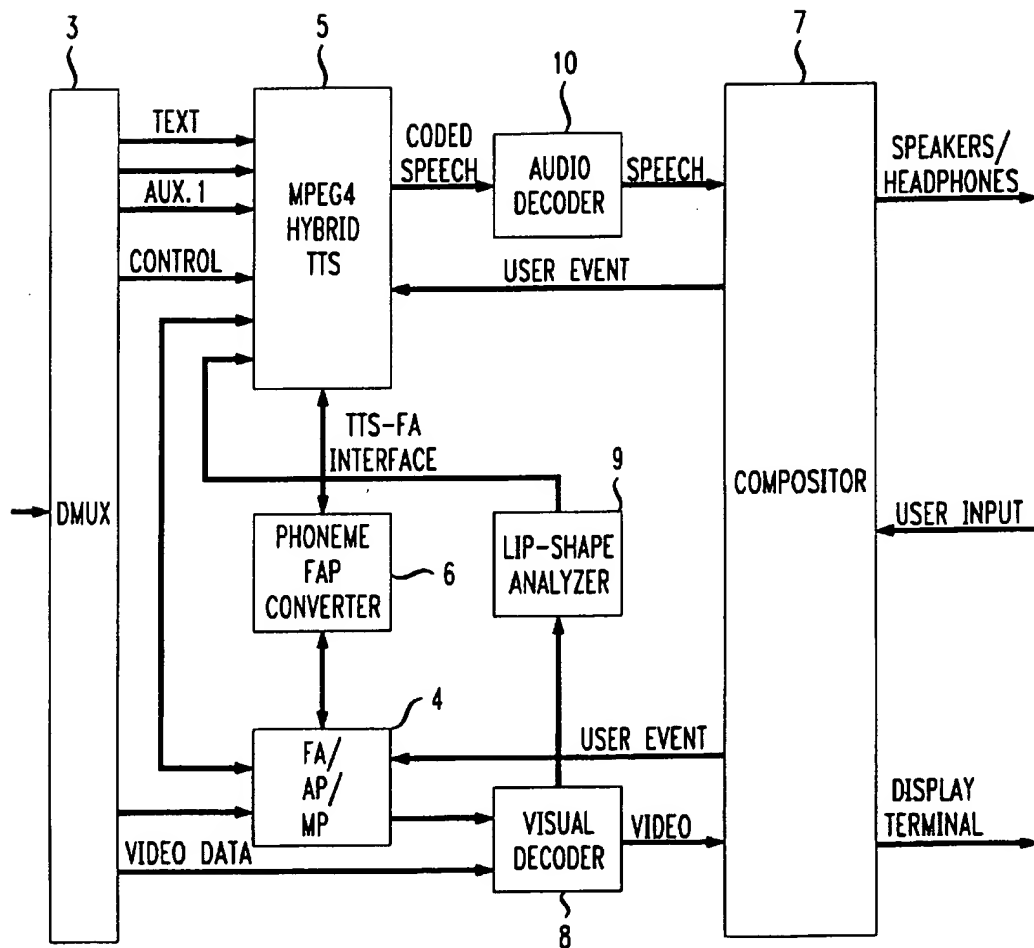 3
5
10
7
TEXT
AUX.1
CONTROL
MPEG4
HYBRID
TTS
CODED
SPEECH
AUDIO
DECODER
SPEECH
SPEAKERS/
HEADPHONES
USER EVENT
TTS-FA
INTERFACE
9
DMUX
PHONEME
FAP
CONVERTER
6
LIP-SHAPE
ANALYZER
COMPOSITOR
USER INPUT
4
FA/
AP/
MP
USER EVENT
VIDEO DATA
VISUAL
DECODER
VIDEO
DISPLAY
TERMINAL
8